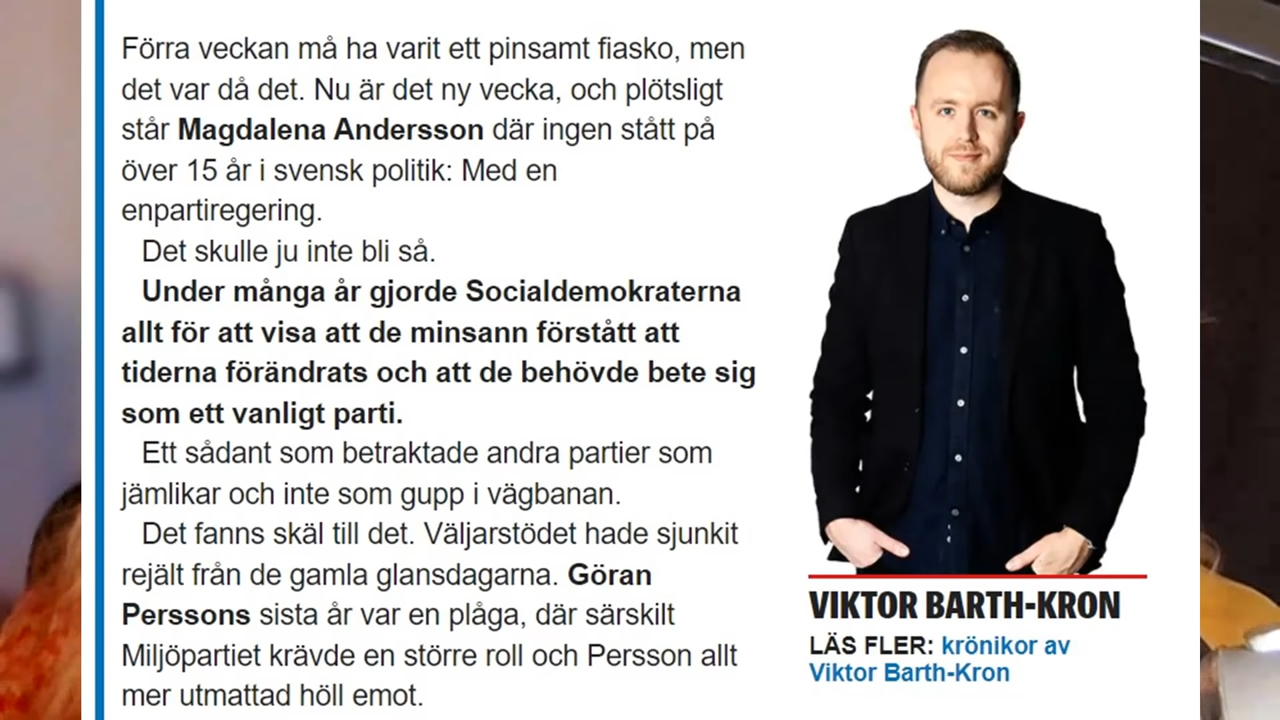 Förra veckan må ha varit ett pinsamt fiasko, men
det var då det. Nu är det ny vecka, och plötsligt
står Magdalena Andersson där ingen stått på
över 15 år i svensk politik: Med en
enpartiregering.
Det skulle ju inte bli så.
Under många år gjorde Socialdemokraterna
allt för att visa att de minsann förstått att
tiderna förändrats och att de behövde bete sig
som ett vanligt parti.
Ett sådant som betraktade andra partier som
jämlikar och inte som gupp i vägbanan.
Det fanns skäl till det. Väljarstödet hade sjunkit
rejält från de gamla glansdagarna. Göran
Perssons sista år var en plåga, där särskilt
Miljöpartiet krävde en större roll och Persson allt
mer utmattad höll emot.
VIKTOR BARTH-KRON
LÄS FLER: krönikor av
Viktor Barth-Kron